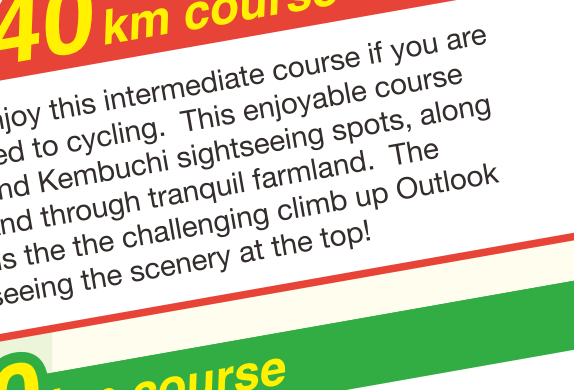 40 km course
njoy this intermediate course if you are
ed to cycling. This enjoyable course
nd Kembuchi sightseeing spots, along
nd through tranquil farmland. The
s the the challenging climb up Outlook
seeing the scenery at the top!
course